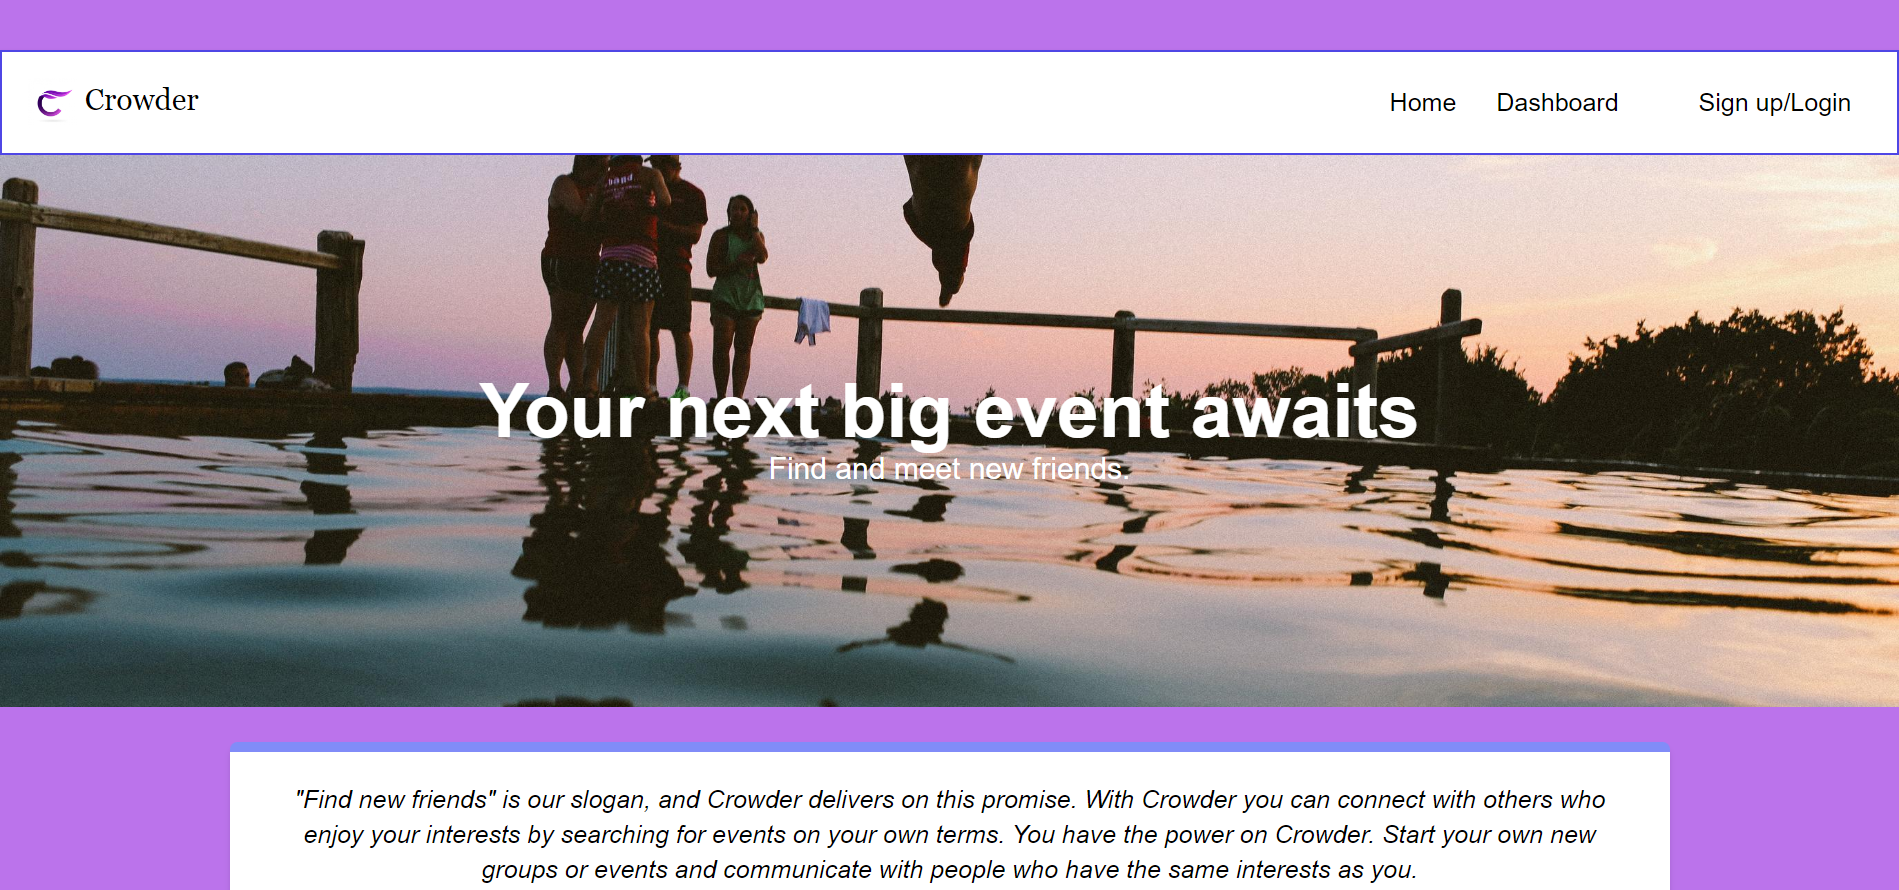 Crowder
Home Dashboard Sign up/Login
band
Your next big event awaits
Find and meet new friends.
"Find new friends" is our slogan, and Crowder delivers on this promise. With Crowder you can connect with others who
enjoy your interests by searching for events on your own terms. You have the power on Crowder. Start your own new
groups or events and communicate with people who have the same interests as you.